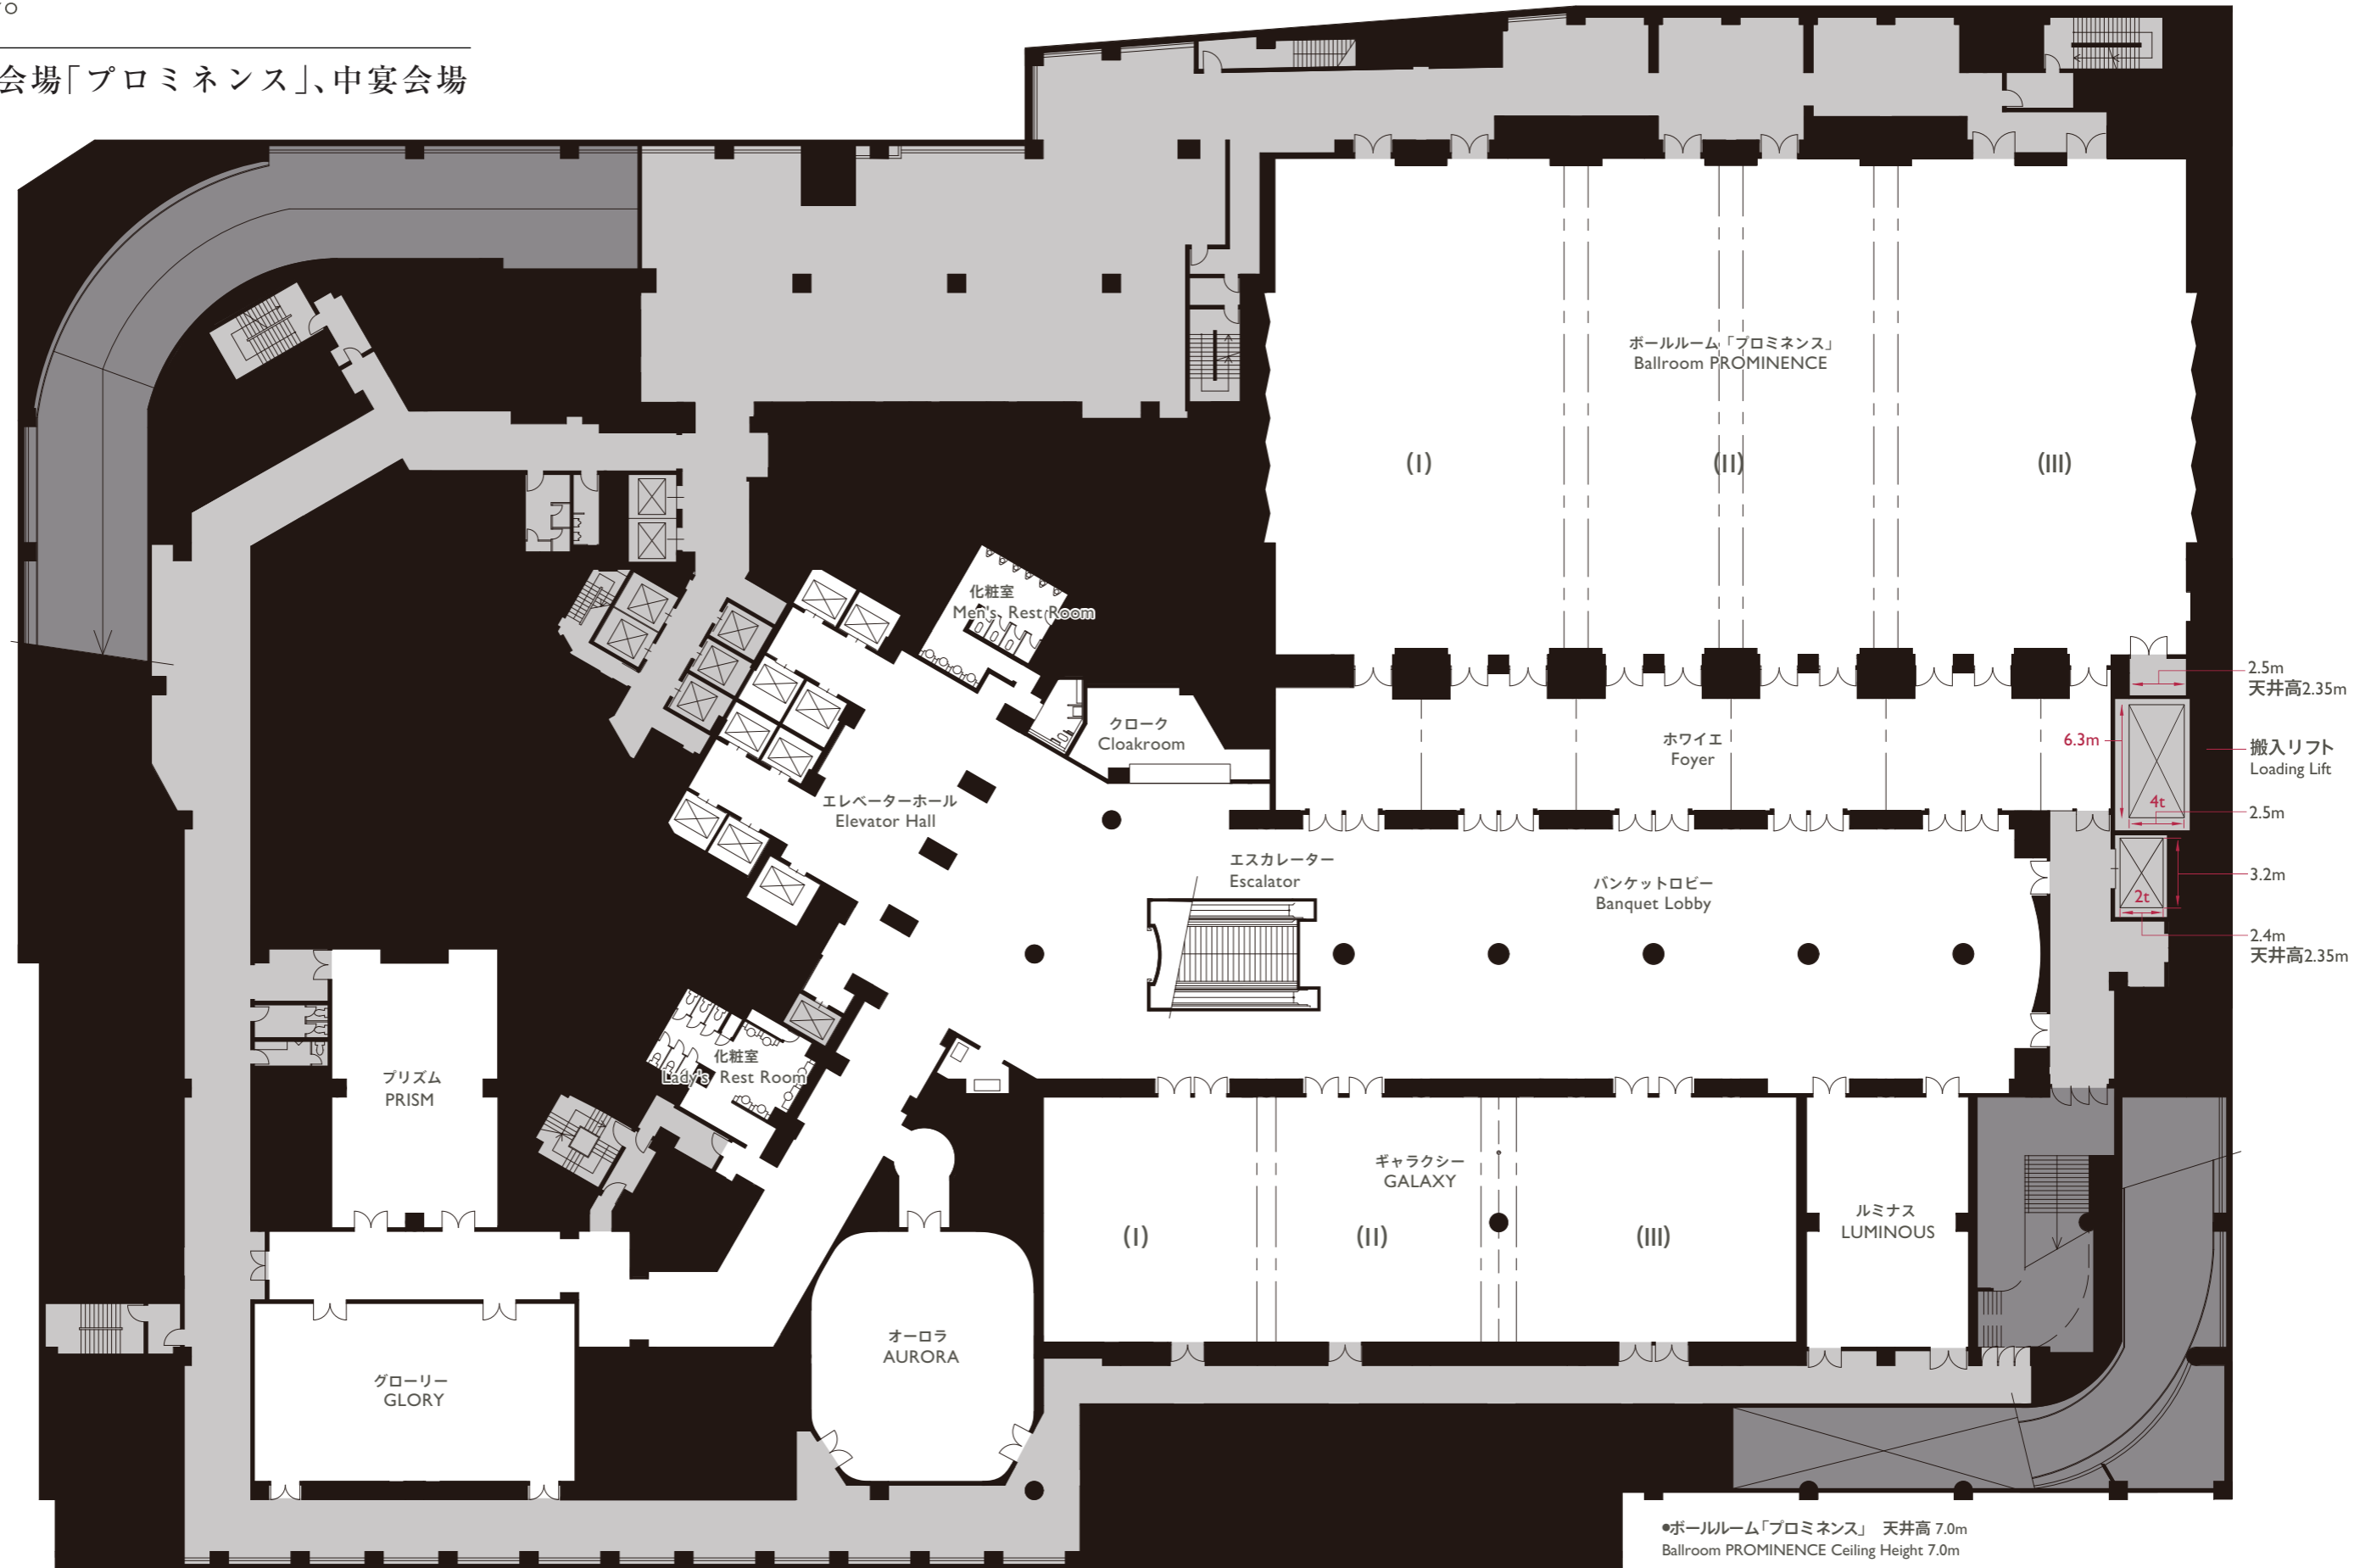 会場「プロミネンス」、中宴会場
ボールルーム「プロミネンス」
Ballroom PROMINENCE
(I)
(II)
(III)
化粧室
Men's Rest Room
クローク
Cloakroom
ホワイエ
Foyer
2.5m
天井高2.35m
6.3m
搬入リフト
Loading Lift
4t
2.5m
エレベーターホール
Elevator Hall
エスカレーター
Escalator
バンケットロビー
Banquet Lobby
3.2m
2t
2.4m
天井高2.35m
化粧室
Lady's Rest Room
プリズム
PRISM
ギャラクシー
GALAXY
(I)
(II)
(III)
ルミナス
LUMINOUS
オーロラ
AURORA
グローリー
GLORY
●ボールルーム「プロミネンス」 天井高 7.0m
Ballroom PROMINENCE Ceiling Height 7.0m